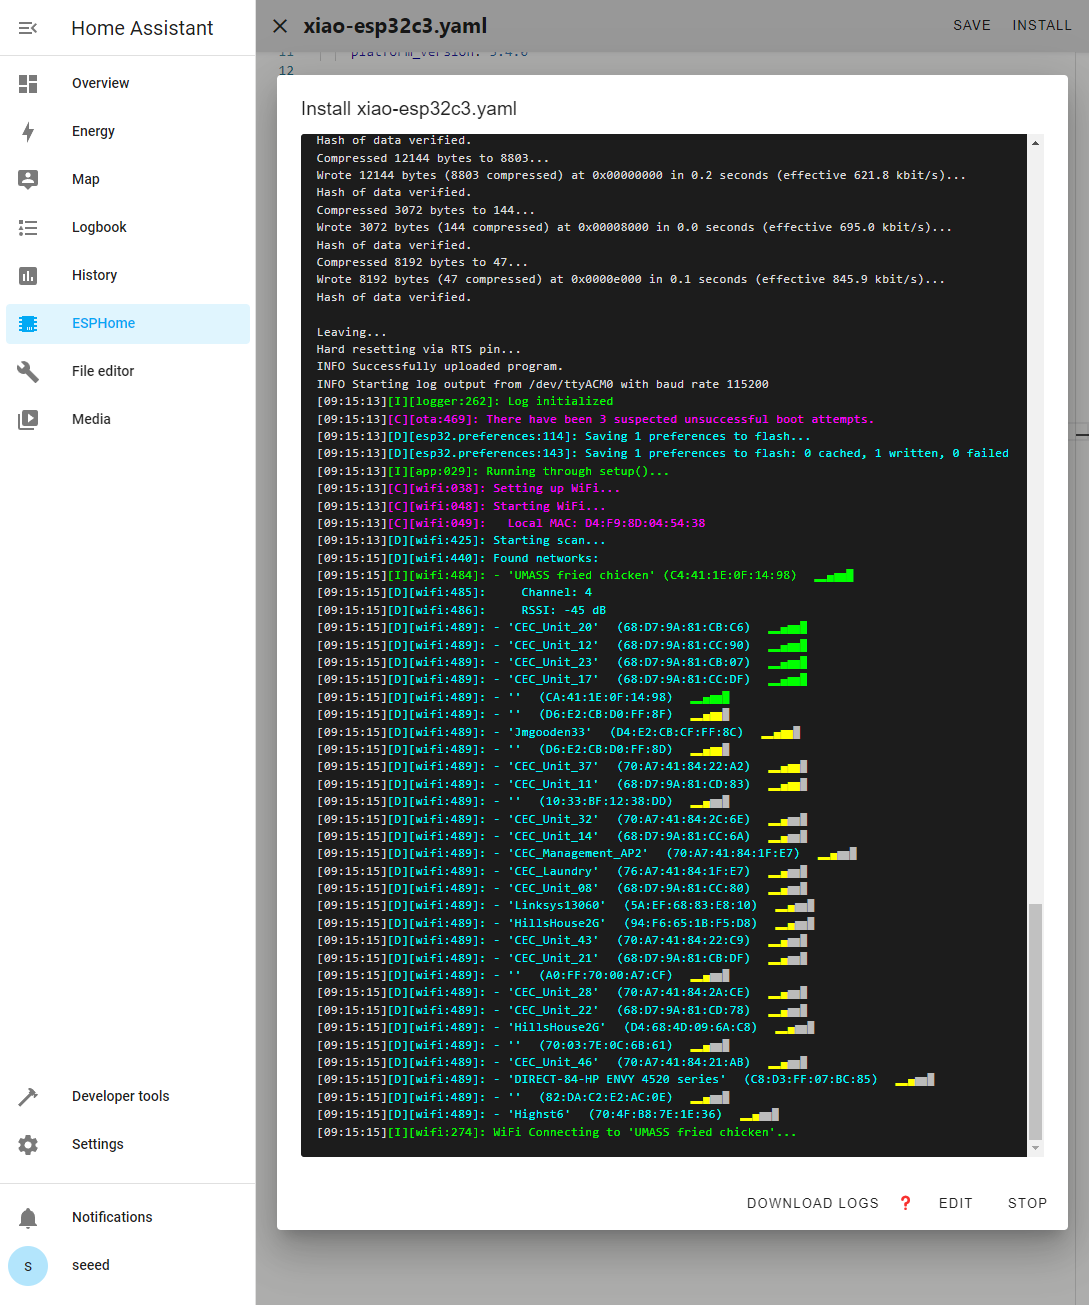 Home Assistant
Overview
Energy
Map
Logbook
History
ESPHome
File editor
Media
Developer tools
Settings
Notifications
S
seeed
xiao-esp32c3.yaml
SAVE
INSTALL
11
12
Install xiao-esp32c3.yaml
Hash of data verified.
Compressed 12144 bytes to 8803...
Wrote 12144 bytes (8803 compressed) at 0x00000000 in 0.2 seconds (effective 621.8 kbit/s)...
Hash of data verified.
Compressed 3072 bytes to 144...
Wrote 3072 bytes (144 compressed) at 0x00008000 in 0.0 seconds (effective 695.0 kbit/s)...
Hash of data verified.
Compressed 8192 bytes to 47...
Wrote 8192 bytes (47 compressed) at 0x0000e000 in 0.1 seconds (effective 845.9 kbit/s)...
Hash of data verified.
Leaving...
Hard resetting via RTS pin...
INFO Successfully uploaded program.
INFO Starting log output from /dev/ttyACM0 with baud rate 115200
[09:15:13][I][logger:262]: Log initialized
[09:15:13][C][ota:469]: There have been 3 suspected unsuccessful boot attempts.
[09:15:13][D][esp32.preferences:114]: Saving 1 preferences to flash...
[09:15:13][D][esp32.preferences:143]: Saving 1 preferences to flash: 0 cached, 1 written, 0 failed
[09:15:13][I][app:029]: Running through setup()...
[09:15:13][C][wifi:038]: Setting up WiFi...
[09:15:13][C][wifi:048]: Starting WiFi...
[09:15:13][C][wifi:049]:   Local MAC: D4:F9:8D:04:54:38
[09:15:13][D][wifi:425]: Starting scan...
[09:15:15][D][wifi:440]: Found networks:
[09:15:15][I][wifi:484]: - 'UMASS fried chicken' (C4:41:1E:0F:14:98)
[09:15:15][D][wifi:485]:     Channel: 4
[09:15:15][D][wifi:486]:     RSSI: -45 dB
[09:15:15][D][wifi:489]: - 'CEC_Unit_20'  (68:D7:9A:81:CB:C6)
[09:15:15][D][wifi:489]: - 'CEC_Unit_12'  (68:D7:9A:81:CC:90)
[09:15:15][D][wifi:489]: - 'CEC_Unit_23'  (68:D7:9A:81:CB:07)
[09:15:15][D][wifi:489]: - 'CEC_Unit_17'  (68:D7:9A:81:CC:DF)
[09:15:15][D][wifi:489]: - ''  (CA:41:1E:0F:14:98)
[09:15:15][D][wifi:489]: - ''  (D6:E2:CB:D0:FF:8F)
[09:15:15][D][wifi:489]: - 'Jmgooden33'  (D4:E2:CB:CF:FF:8C)
[09:15:15][D][wifi:489]: - ''  (D6:E2:CB:D0:FF:8D)
[09:15:15][D][wifi:489]: - 'CEC_Unit_37'  (70:A7:41:84:22:A2)
[09:15:15][D][wifi:489]: - 'CEC_Unit_11'  (68:D7:9A:81:CD:83)
[09:15:15][D][wifi:489]: - ''  (10:33:BF:12:38:DD)
[09:15:15][D][wifi:489]: - 'CEC_Unit_32'  (70:A7:41:84:2C:6E)
[09:15:15][D][wifi:489]: - 'CEC_Unit_14'  (68:D7:9A:81:CC:6A)
[09:15:15][D][wifi:489]: - 'CEC_Management_AP2'  (70:A7:41:84:1F:E7)
[09:15:15][D][wifi:489]: - 'CEC_Laundry'  (76:A7:41:84:1F:E7)
[09:15:15][D][wifi:489]: - 'CEC_Unit_08'  (68:D7:9A:81:CC:80)
[09:15:15][D][wifi:489]: - 'Linksys13060'  (5A:EF:68:83:E8:10)
[09:15:15][D][wifi:489]: - 'HillsHouse2G'  (94:F6:65:1B:F5:D8)
[09:15:15][D][wifi:489]: - 'CEC_Unit_43'  (70:A7:41:84:22:C9)
[09:15:15][D][wifi:489]: - 'CEC_Unit_21'  (68:D7:9A:81:CB:DF)
[09:15:15][D][wifi:489]: - ''  (A0:FF:70:00:A7:CF)
[09:15:15][D][wifi:489]: - 'CEC_Unit_28'  (70:A7:41:84:2A:CE)
[09:15:15][D][wifi:489]: - 'CEC_Unit_22'  (68:D7:9A:81:CD:78)
[09:15:15][D][wifi:489]: - 'HillsHouse2G'  (D4:68:4D:09:6A:C8)
[09:15:15][D][wifi:489]: - ''  (70:03:7E:0C:6B:61)
[09:15:15][D][wifi:489]: - 'CEC_Unit_46'  (70:A7:41:84:21:AB)
[09:15:15][D][wifi:489]: - 'DIRECT-84-HP ENVY 4520 series'  (C8:D3:FF:07:BC:85)
[09:15:15][D][wifi:489]: - ''  (82:DA:C2:E2:AC:0E)
[09:15:15][D][wifi:489]: - 'Highst6'  (70:4F:B8:7E:1E:36)
[09:15:15][I][wifi:274]: WiFi Connecting to 'UMASS fried chicken'...
DOWNLOAD LOGS
❓
EDIT
STOP